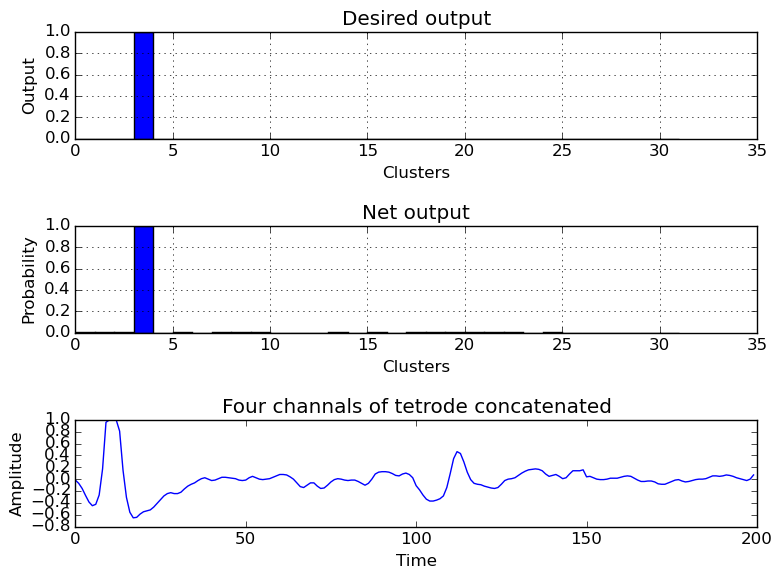 Desired output
1.0
0.8
0.6
0.4
0.2
0.0
Output
0 5 10 15 20 25 30 35
Clusters
Net output
1.0
0.8
0.6
0.4
0.2
0.0
Probability
0 5 10 15 20 25 30 35
Clusters
Four channals of tetrode concatenated
1.0
0.8
0.6
0.4
0.2
0.0
−0.2
−0.4
−0.6
−0.8
Amplitude
0 50 100 150 200
Time